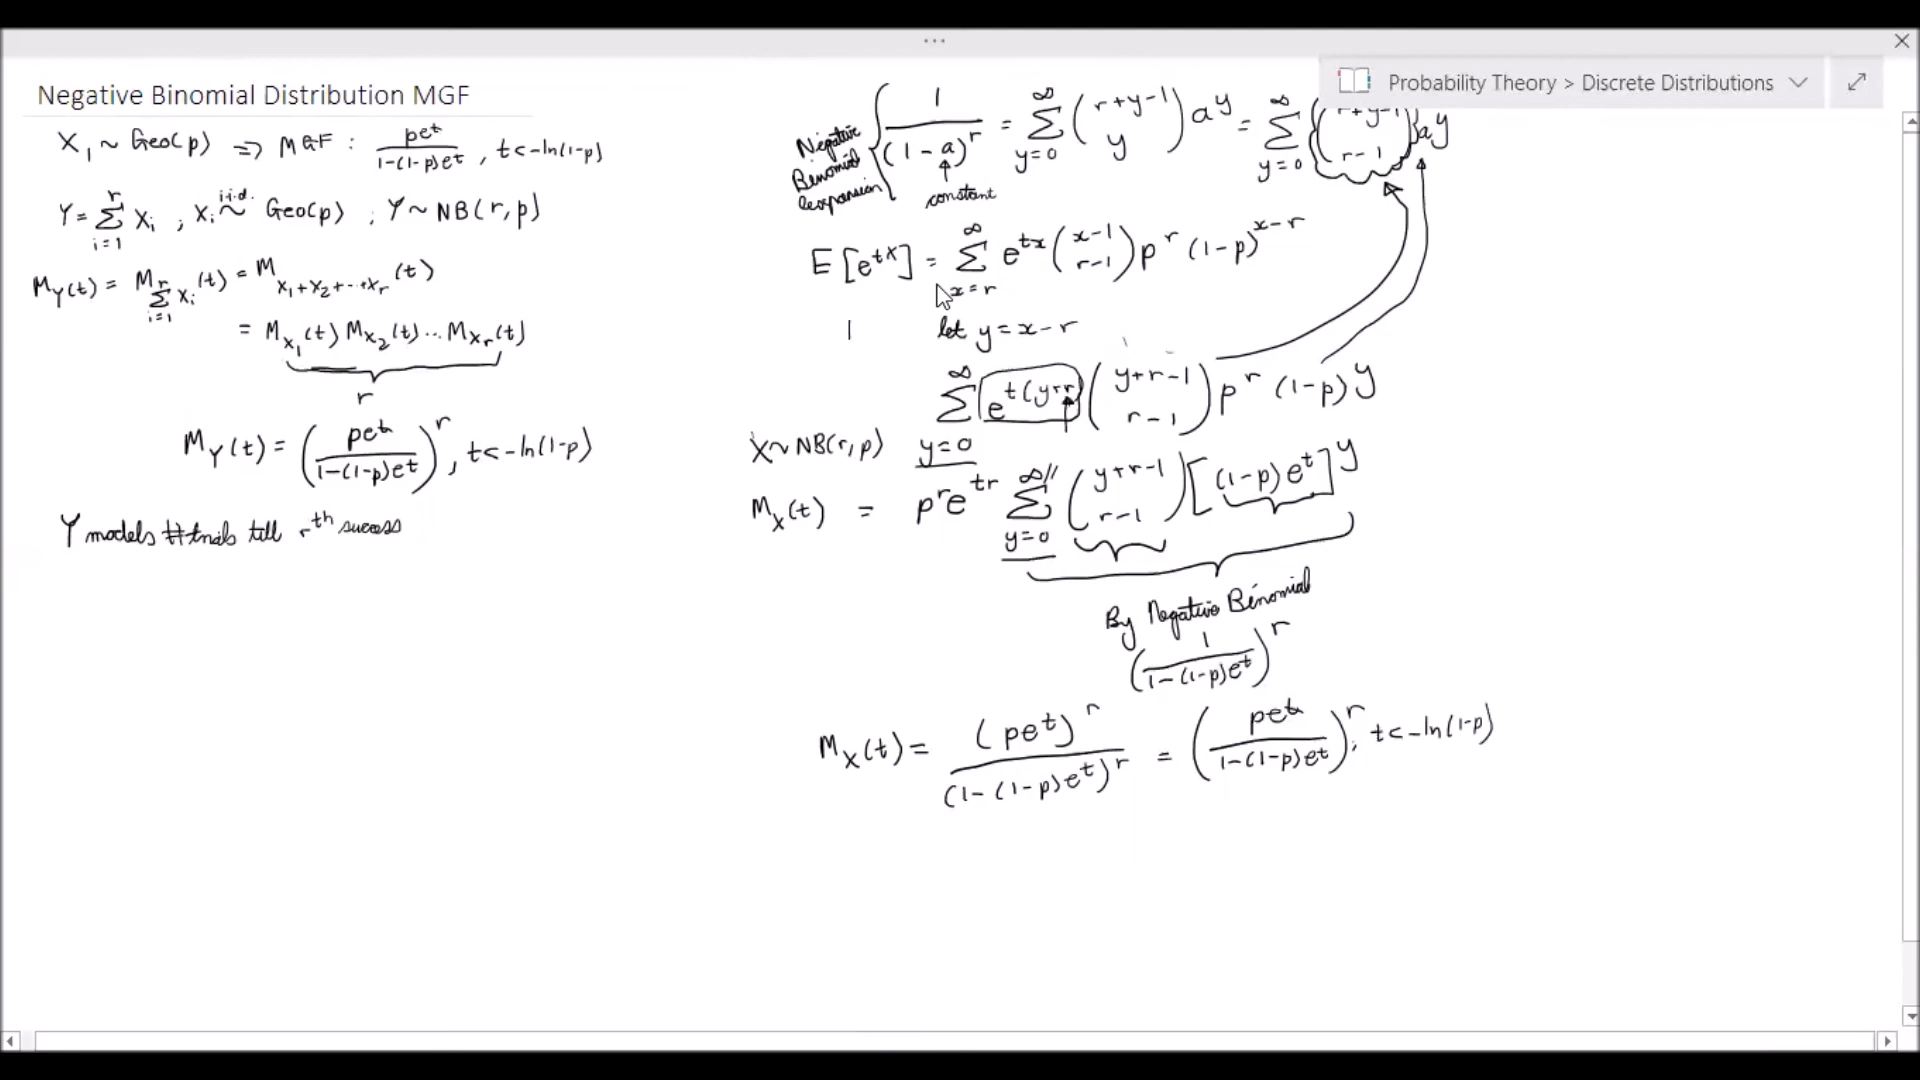 Probability Theory > Discrete Distributions
Negative Binomial Distribution MGF
X₁ ~ Geo(p) => MGF : pe^t / (1-(1-p)e^t) , t<-ln(1-p)
Y = Σ_{i=1}^{r} X_i , X_i i.i.d. ~ Geo(p) , Y~NB(r,p)
M_Y(t) = M_{Σ_{i=1}^{r} X_i}(t) = M_{X₁+X₂+...+X_r}(t)
= M_{X₁}(t) M_{X₂}(t) ... M_{X_r}(t)
r
M_Y(t) = (pe^t / (1-(1-p)e^t))^r , t<-ln(1-p)
Y models # trials till r^th success
Negative Binomial expansion { 1/(1-a)^r = Σ_{y=0}^{∞} (r+y-1 choose y) a^y = Σ_{y=0}^{∞} (r+y-1 choose r-1) a^y
constant
E[e^{tX}] = Σ_{x=r}^{∞} e^{tx} (x-1 choose r-1) p^r (1-p)^{x-r}
let y = x-r
Σ_{y=0}^{∞} e^{t(y+r)} (y+r-1 choose r-1) p^r (1-p)^y
X~NB(r,p)
M_X(t) = p^r e^{tr} Σ_{y=0}^{∞} (y+r-1 choose r-1) [(1-p)e^t]^y
By Negative Binomial
(1 / (1-(1-p)e^t))^r
M_X(t) = (pe^t)^r / (1-(1-p)e^t)^r = (pe^t / (1-(1-p)e^t))^r , t<-ln(1-p)